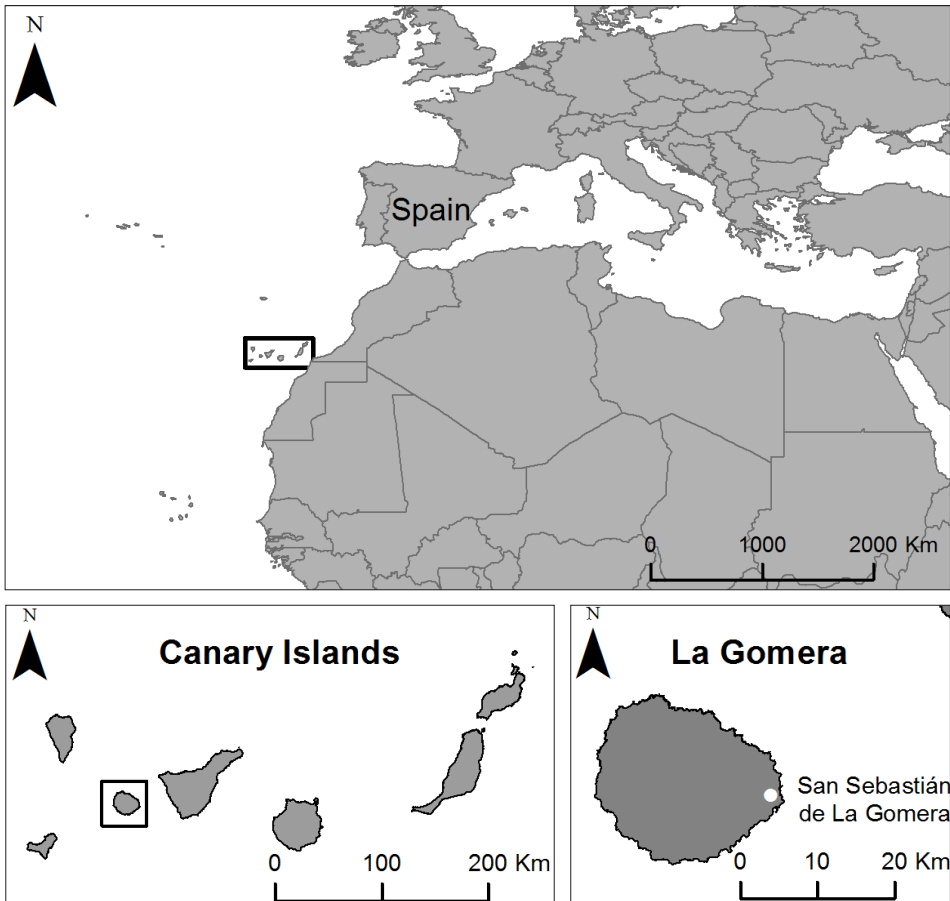 N
Spain
0 1000 2000 Km
N
Canary Islands
0 100 200 Km
N
La Gomera
San Sebastián
de La Gomera
0 10 20 Km